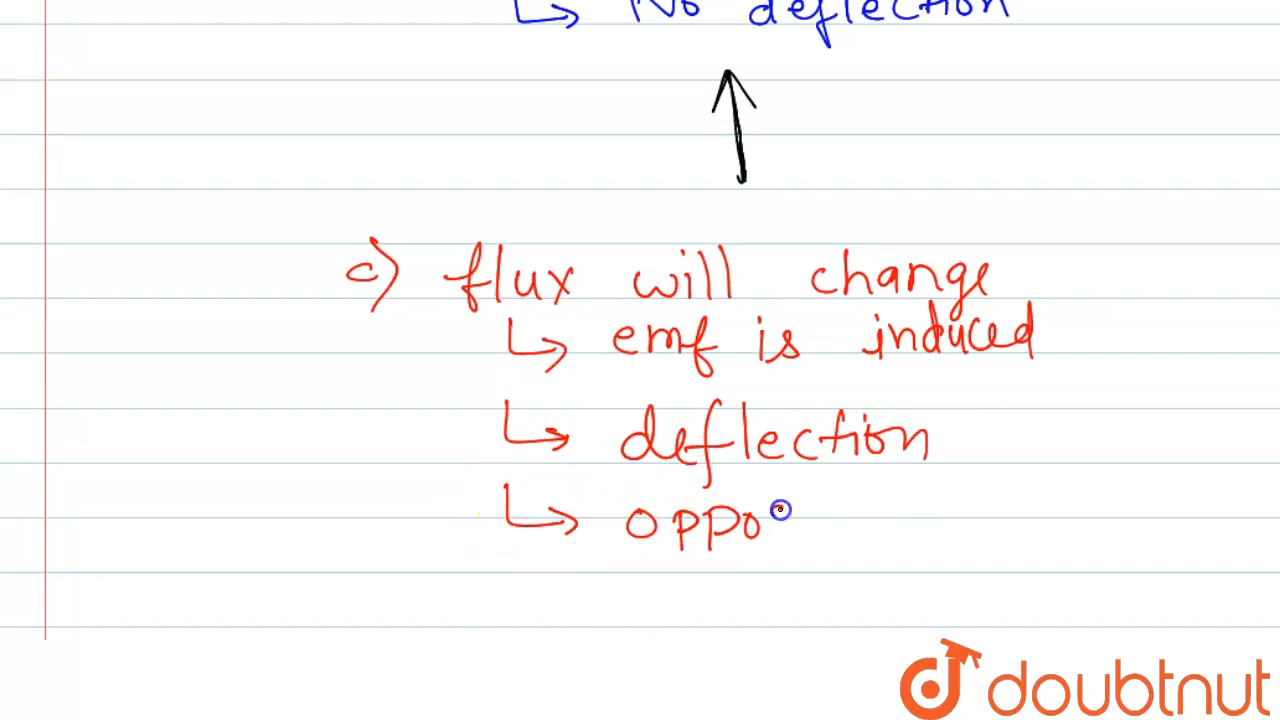 ↳ No deflection
c) flux will change
↳ emf is induced
↳ deflection
↳ oppo
doubtnut